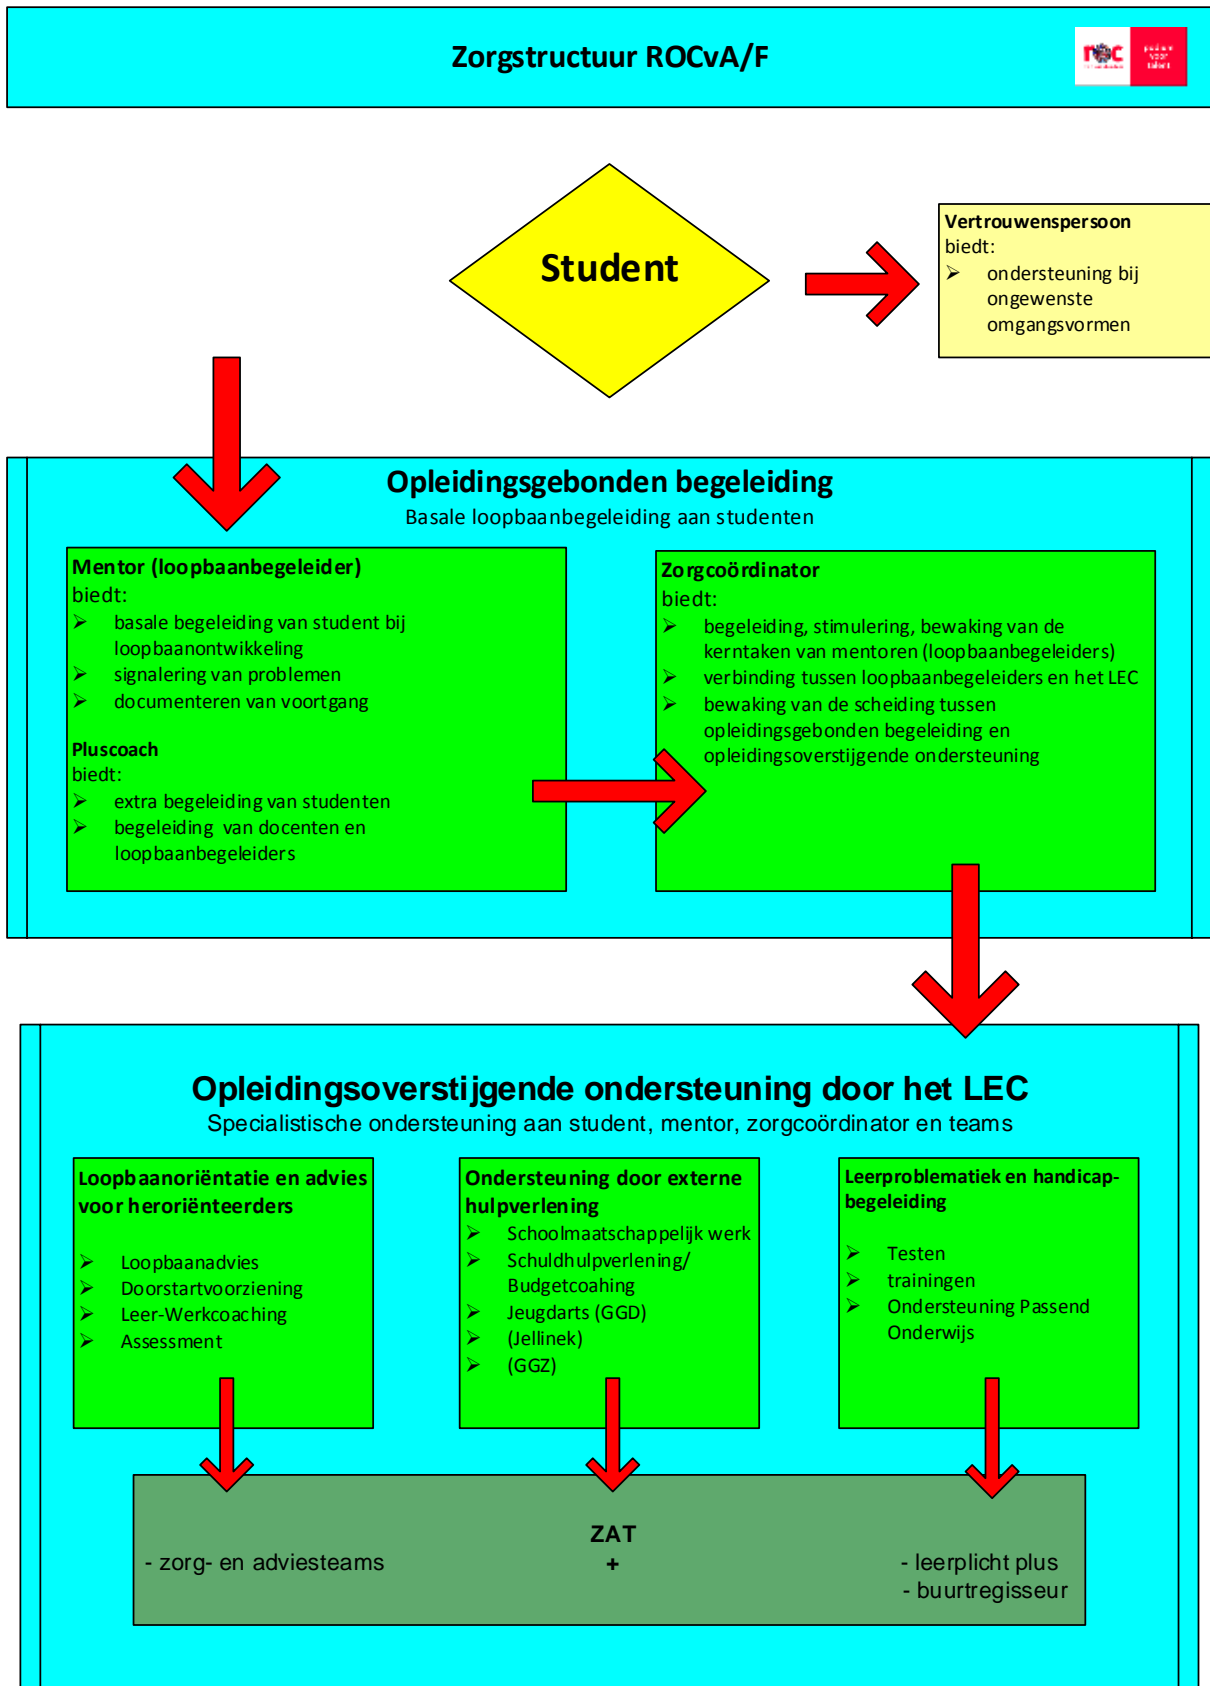 Zorgstructuur ROCvA/F
roc
podium
voor
talent
Student
Vertrouwenspersoon
biedt:
➢ ondersteuning bij
ongewenste
omgangsvormen
Opleidingsgebonden begeleiding
Basale loopbaanbegeleiding aan studenten
Mentor (loopbaanbegeleider)
biedt:
➢ basale begeleiding van student bij
loopbaanontwikkeling
➢ signalering van problemen
➢ documenteren van voortgang
Pluscoach
biedt:
➢ extra begeleiding van studenten
➢ begeleiding van docenten en
loopbaanbegeleiders
Zorgcoördinator
biedt:
➢ begeleiding, stimulering, bewaking van de
kerntaken van mentoren (loopbaanbegeleiders)
➢ verbinding tussen loopbaanbegeleiders en het LEC
➢ bewaking van de scheiding tussen
opleidingsgebonden begeleiding en
opleidingsoverstijgende ondersteuning
Opleidingsoverstijgende ondersteuning door het LEC
Specialistische ondersteuning aan student, mentor, zorgcoördinator en teams
Loopbaanoriëntatie en advies
voor heroriënteerders
➢ Loopbaanadvies
➢ Doorstartvoorziening
➢ Leer-Werkcoaching
➢ Assessment
Ondersteuning door externe
hulpverlening
➢ Schoolmaatschappelijk werk
➢ Schuldhulpverlening/
Budgetcoahing
➢ Jeugdarts (GGD)
➢ (Jellinek)
➢ (GGZ)
Leerproblematiek en handicap-
begeleiding
➢ Testen
➢ trainingen
➢ Ondersteuning Passend
Onderwijs
ZAT
- zorg- en adviesteams + - leerplicht plus
- buurtregisseur